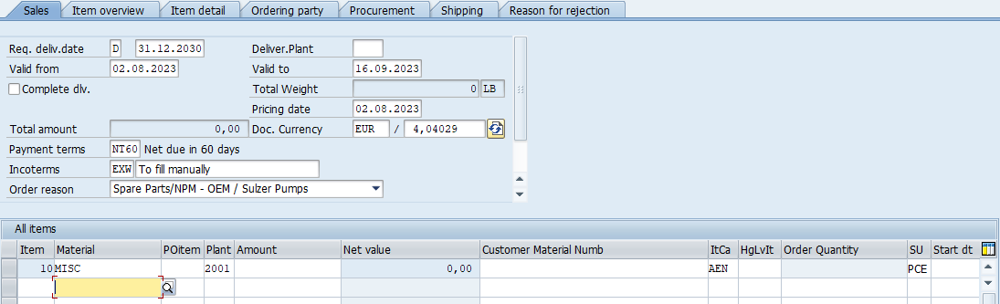 Sales Item overview Item detail Ordering party Procurement Shipping Reason for rejection
Req. deliv.date D 31.12.2030 Deliver.Plant
Valid from 02.08.2023 Valid to 16.09.2023
Complete dlv. Total Weight 0 LB
Pricing date 02.08.2023
Total amount 0,00 Doc. Currency EUR / 4,04029
Payment terms NT60 Net due in 60 days
Incoterms EXW To fill manually
Order reason Spare Parts/NPM - OEM / Sulzer Pumps
All items
Item Material POitem Plant Amount Net value Customer Material Numb ItCa HgLvIt Order Quantity SU Start dt
10 MISC 2001 0,00 AEN PCE